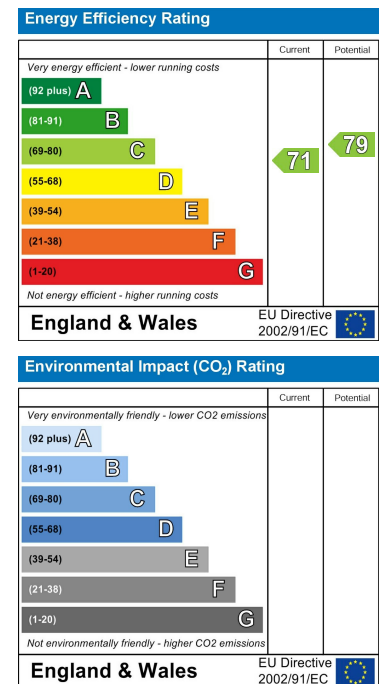 Energy Efficiency Rating
Current Potential
Very energy efficient - lower running costs
(92 plus) A
(81-91) B
(69-80) C
(55-68) D
(39-54) E
(21-38) F
(1-20) G
71
79
Not energy efficient - higher running costs
England & Wales
EU Directive
2002/91/EC
Environmental Impact (CO₂) Rating
Current Potential
Very environmentally friendly - lower CO2 emissions
(92 plus) A
(81-91) B
(69-80) C
(55-68) D
(39-54) E
(21-38) F
(1-20) G
Not environmentally friendly - higher CO2 emissions
England & Wales
EU Directive
2002/91/EC